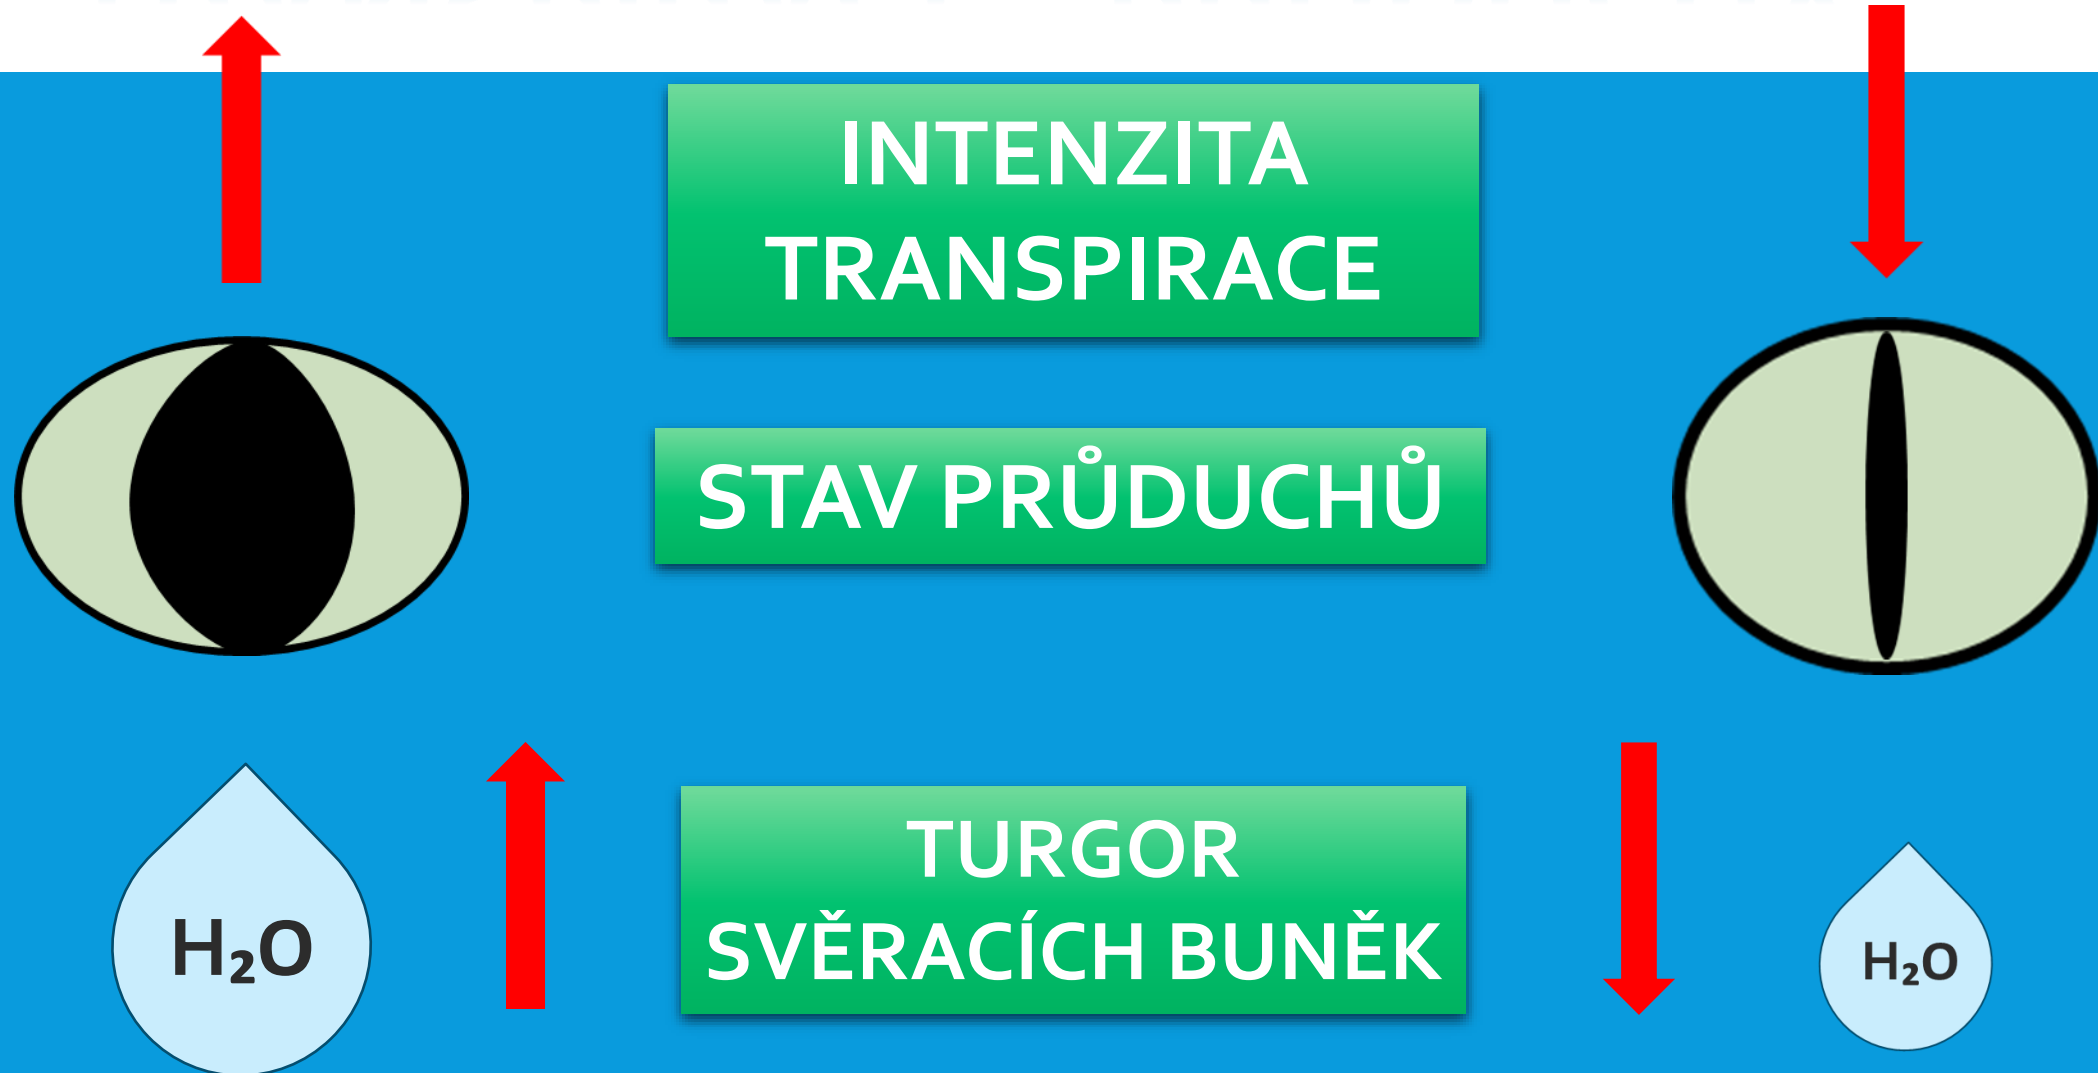 INTENZITA
TRANSPIRACE
STAV PRŮDUCHŮ
TURGOR
SVĚRACÍCH BUNĚK
H₂O
H₂O